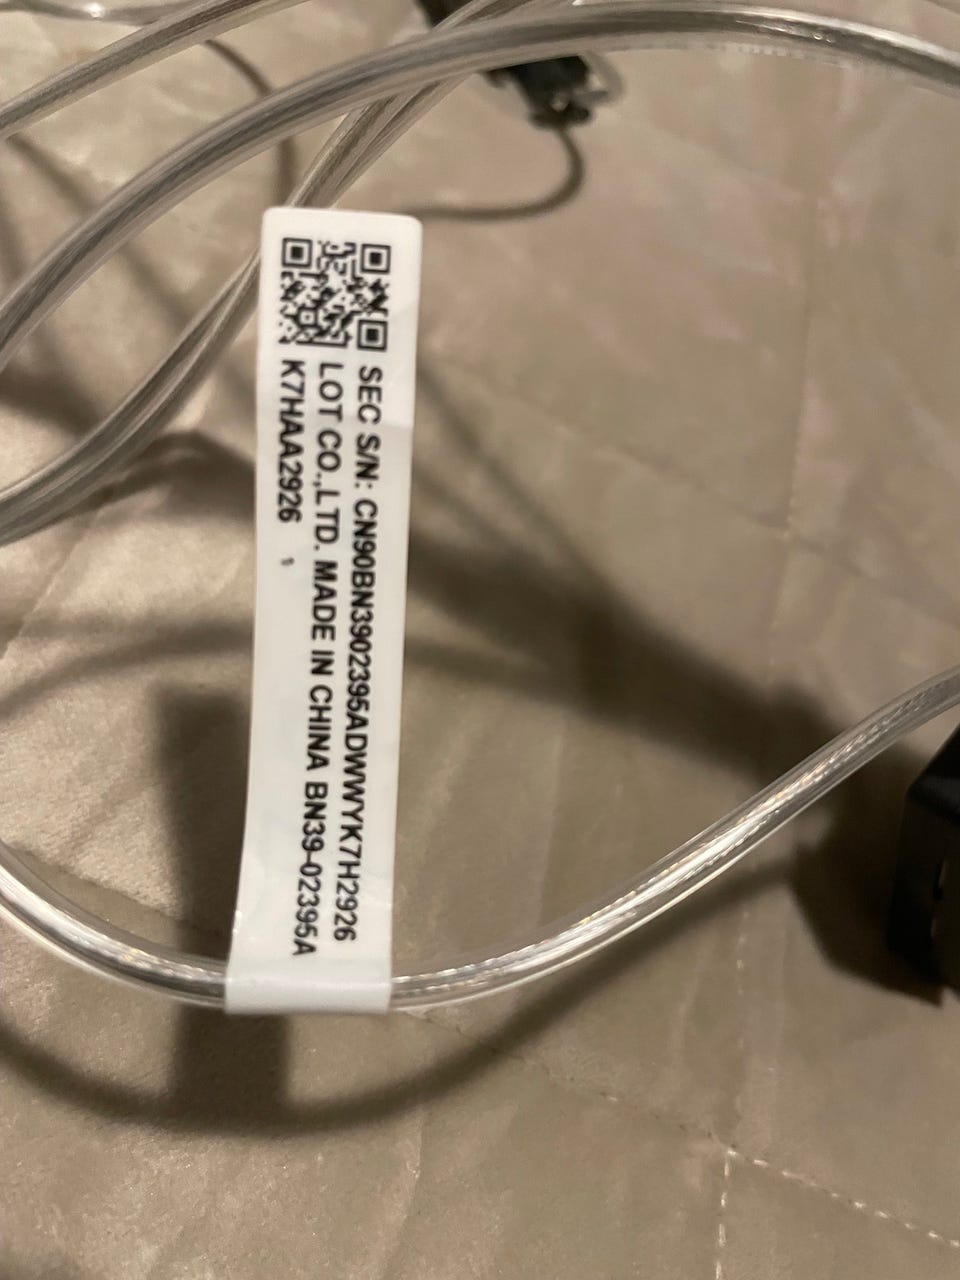 SEC S/N: CN90BN3902395ADWWYK7H2926
LOT CO.,LTD. MADE IN CHINA BN39-02395A
K7HAA2926